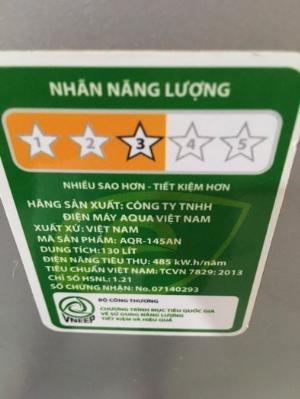 NHÃN NĂNG LƯỢNG
1 2 3 4 5
NHIỀU SAO HƠN - TIẾT KIỆM HƠN
HÃNG SẢN XUẤT: CÔNG TY TNHH
ĐIỆN MÁY AQUA VIỆT NAM
XUẤT XỨ: VIỆT NAM
MÃ SẢN PHẨM: AQR-145AN
DUNG TÍCH: 130 LÍT
ĐIỆN NĂNG TIÊU THỤ: 485 kW.h/năm
TIÊU CHUẨN VIỆT NAM: TCVN 7829: 2013
CHỈ SỐ HSNL: 1.21
SỐ CHỨNG NHẬN: No.07140293
BỘ CÔNG THƯƠNG
CHƯƠNG TRÌNH MỤC TIÊU QUỐC GIA
VỀ SỬ DỤNG NĂNG LƯỢNG
TIẾT KIỆM VÀ HIỆU QUẢ
VNEEP